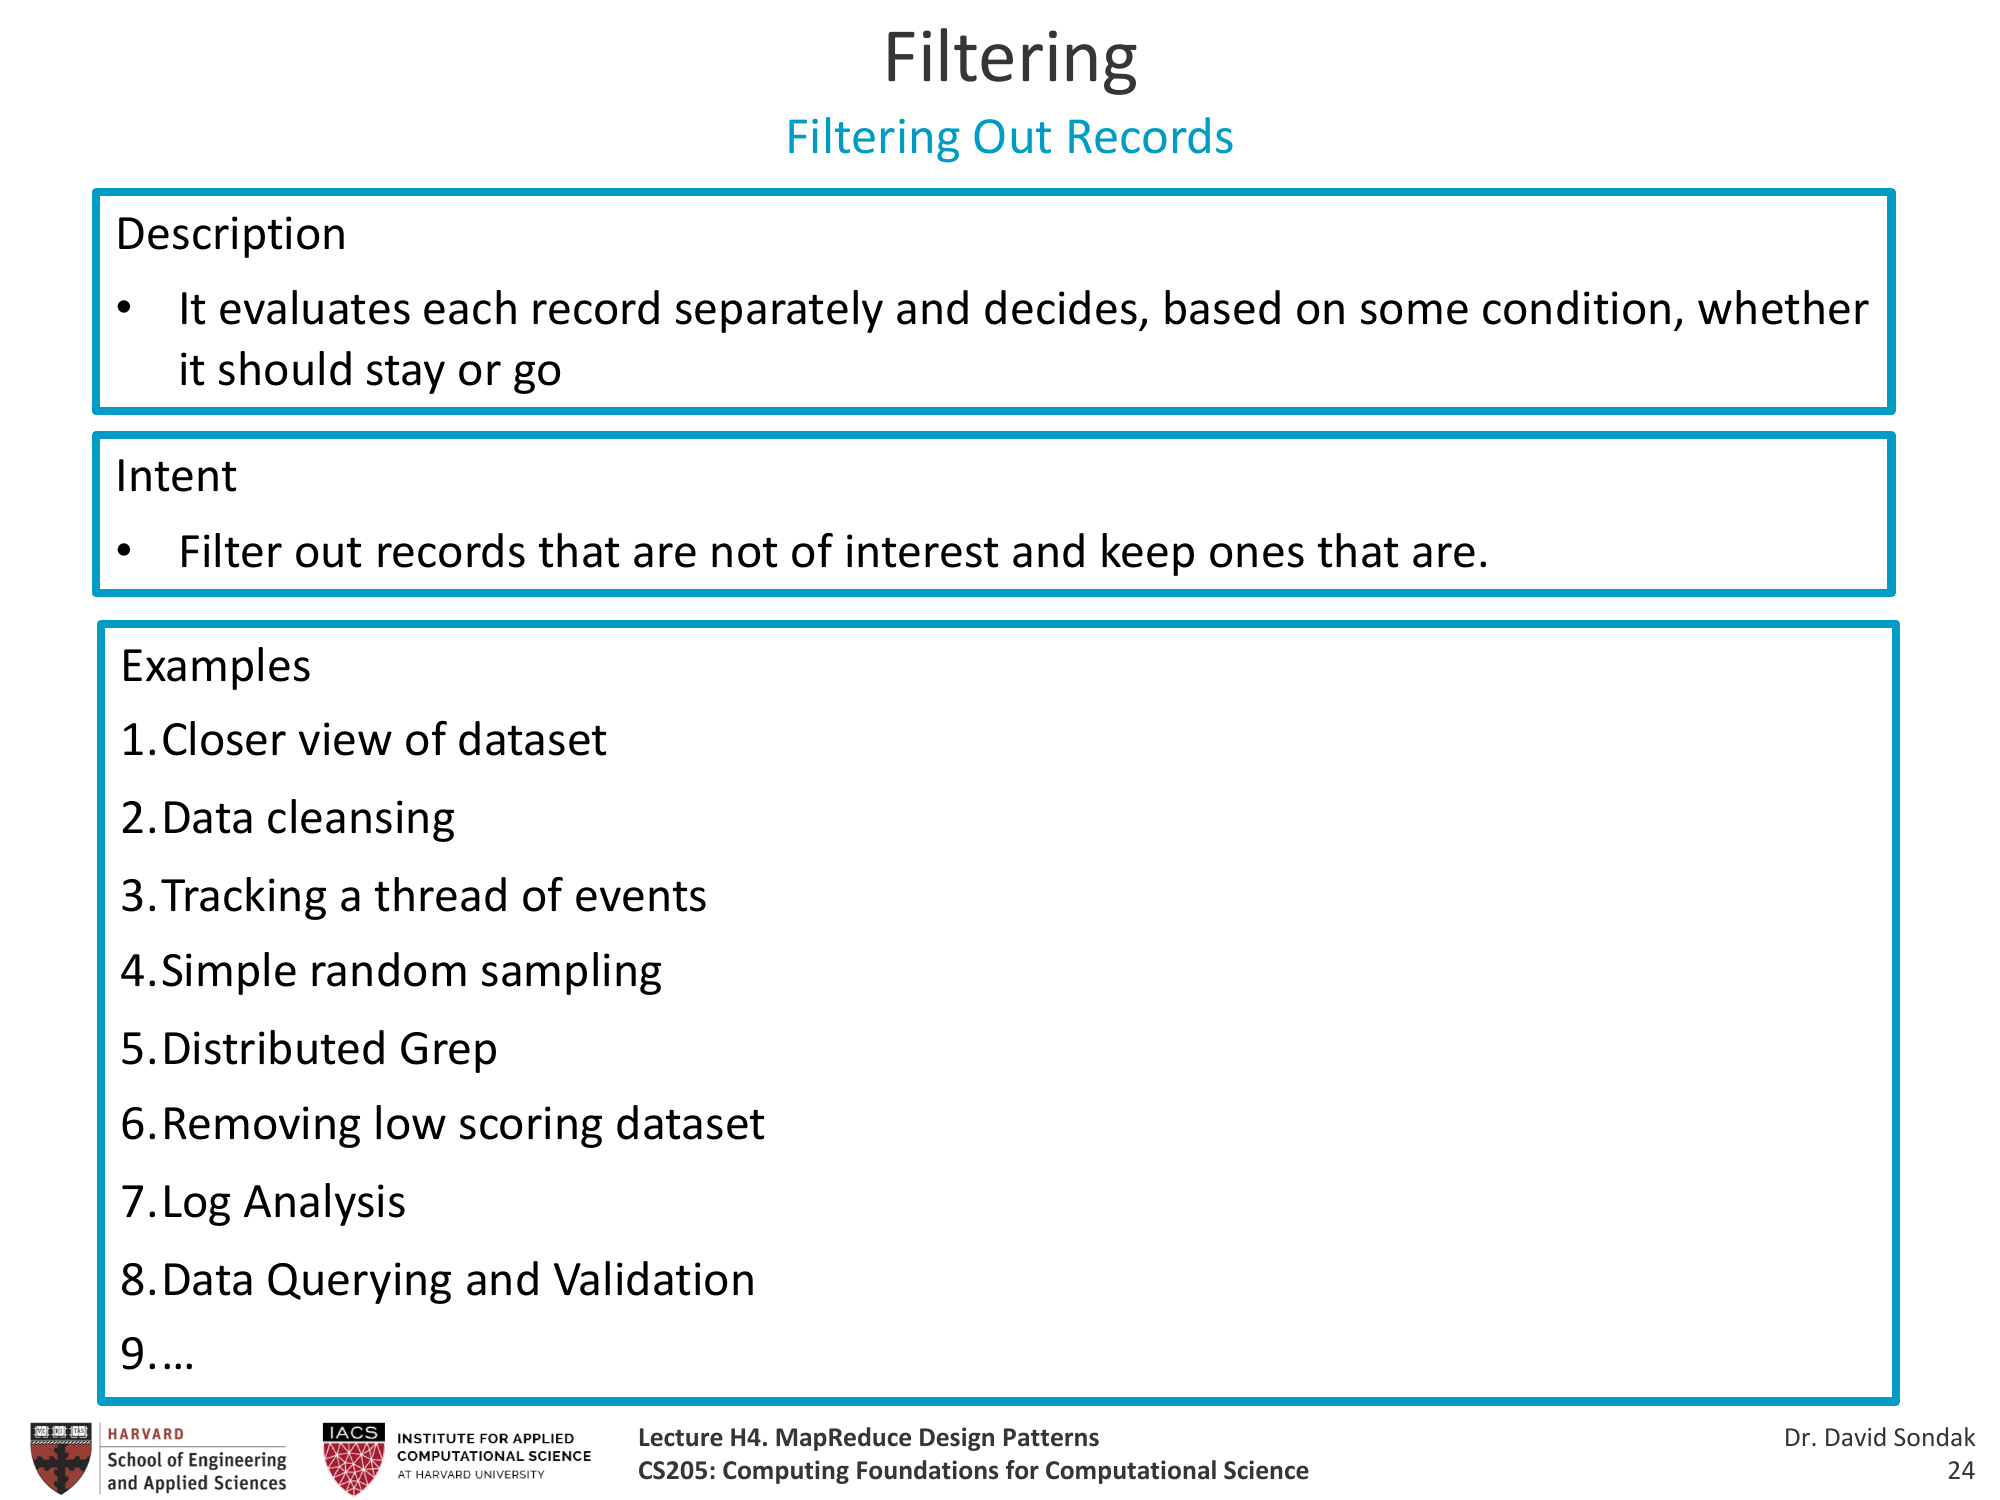 Filtering
Filtering Out Records
Description
• It evaluates each record separately and decides, based on some condition, whether
it should stay or go
Intent
• Filter out records that are not of interest and keep ones that are.
Examples
1. Closer view of dataset
2. Data cleansing
3. Tracking a thread of events
4. Simple random sampling
5. Distributed Grep
6. Removing low scoring dataset
7. Log Analysis
8. Data Querying and Validation
9. …
HARVARD
School of Engineering
and Applied Sciences
IACS
INSTITUTE FOR APPLIED
COMPUTATIONAL SCIENCE
AT HARVARD UNIVERSITY
Lecture H4. MapReduce Design Patterns
CS205: Computing Foundations for Computational Science
Dr. David Sondak
24